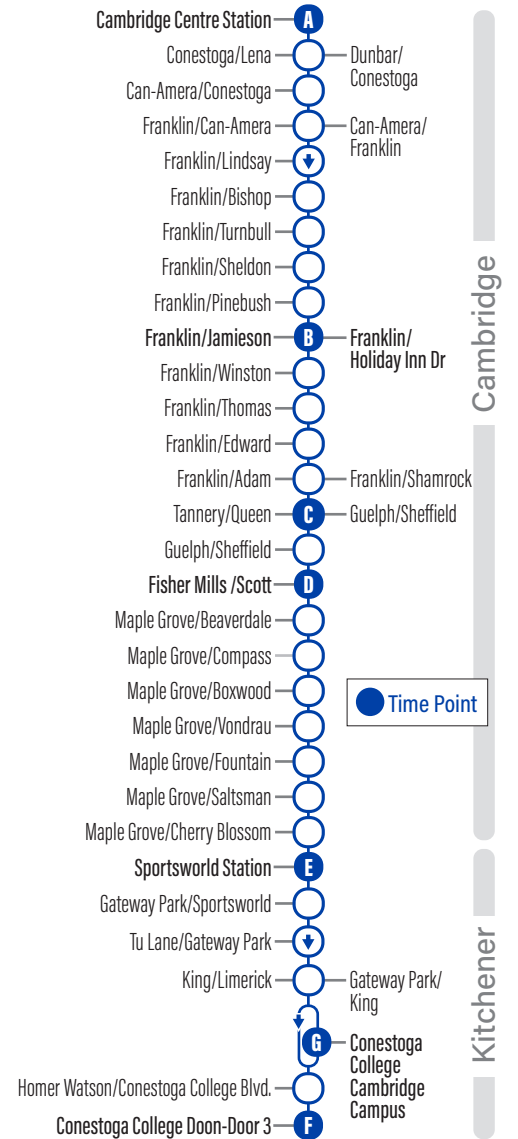 Cambridge Centre Station A
Conestoga/Lena Dunbar/
Conestoga
Can-Amera/Conestoga
Franklin/Can-Amera Can-Amera/
Franklin
Franklin/Lindsay
Franklin/Bishop
Franklin/Turnbull
Franklin/Sheldon
Franklin/Pinebush
Franklin/Jamieson B Franklin/
Holiday Inn Dr
Franklin/Winston
Franklin/Thomas
Franklin/Edward
Franklin/Adam Franklin/Shamrock
Tannery/Queen C Guelph/Sheffield
Guelph/Sheffield
Fisher Mills /Scott D
Maple Grove/Beaverdale
Maple Grove/Compass
Maple Grove/Boxwood
Time Point
Maple Grove/Vondrau
Maple Grove/Fountain
Maple Grove/Saltsman
Maple Grove/Cherry Blossom
Sportsworld Station E
Gateway Park/Sportsworld
Tu Lane/Gateway Park
King/Limerick Gateway Park/
King
G Conestoga
College
Cambridge
Campus
Homer Watson/Conestoga College Blvd.
Conestoga College Doon-Door 3 F
Cambridge
Kitchener